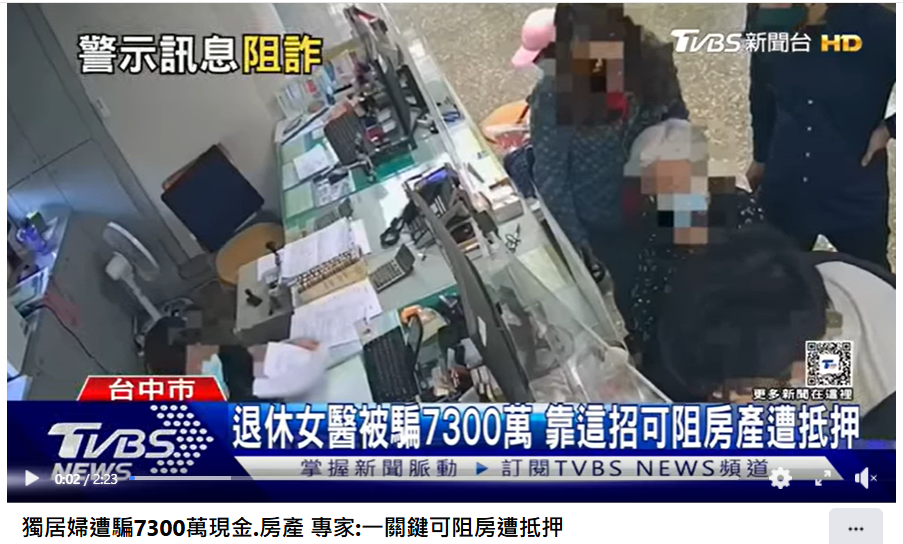 警示訊息阻詐
TVBS新聞台 HD
更多新聞在這裡
台中市
退休女醫被騙7300萬 靠這招可阻房產遭抵押
TVBS NEWS
掌握新聞脈動 ▶ 訂閱TVBS NEWS頻道
0:02 / 2:23
獨居婦遭騙7300萬現金.房產 專家:一關鍵可阻房遭抵押